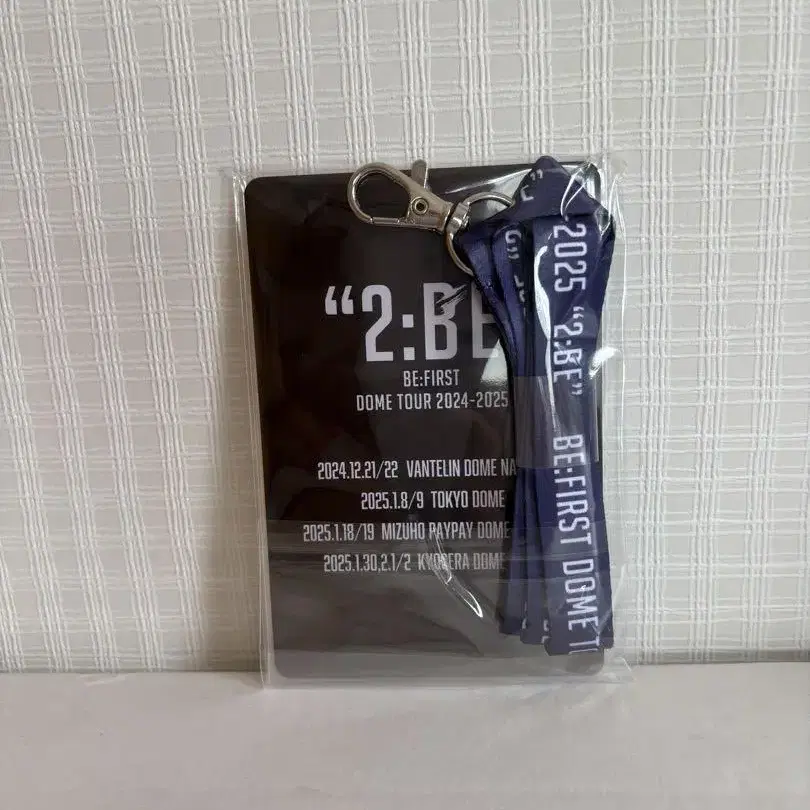 “2:BE
BE:FIRST
DOME TOUR 2024-2025
2024.12.21/22 VANTELIN DOME NA
2025.1.8/9 TOKYO DOME
2025.1.18/19 MIZUHO PAYPAY DOME
2025.1.30,2.1/2 KYOCERA DOME
2025 “2:BE” BE:FIRST DOME TO